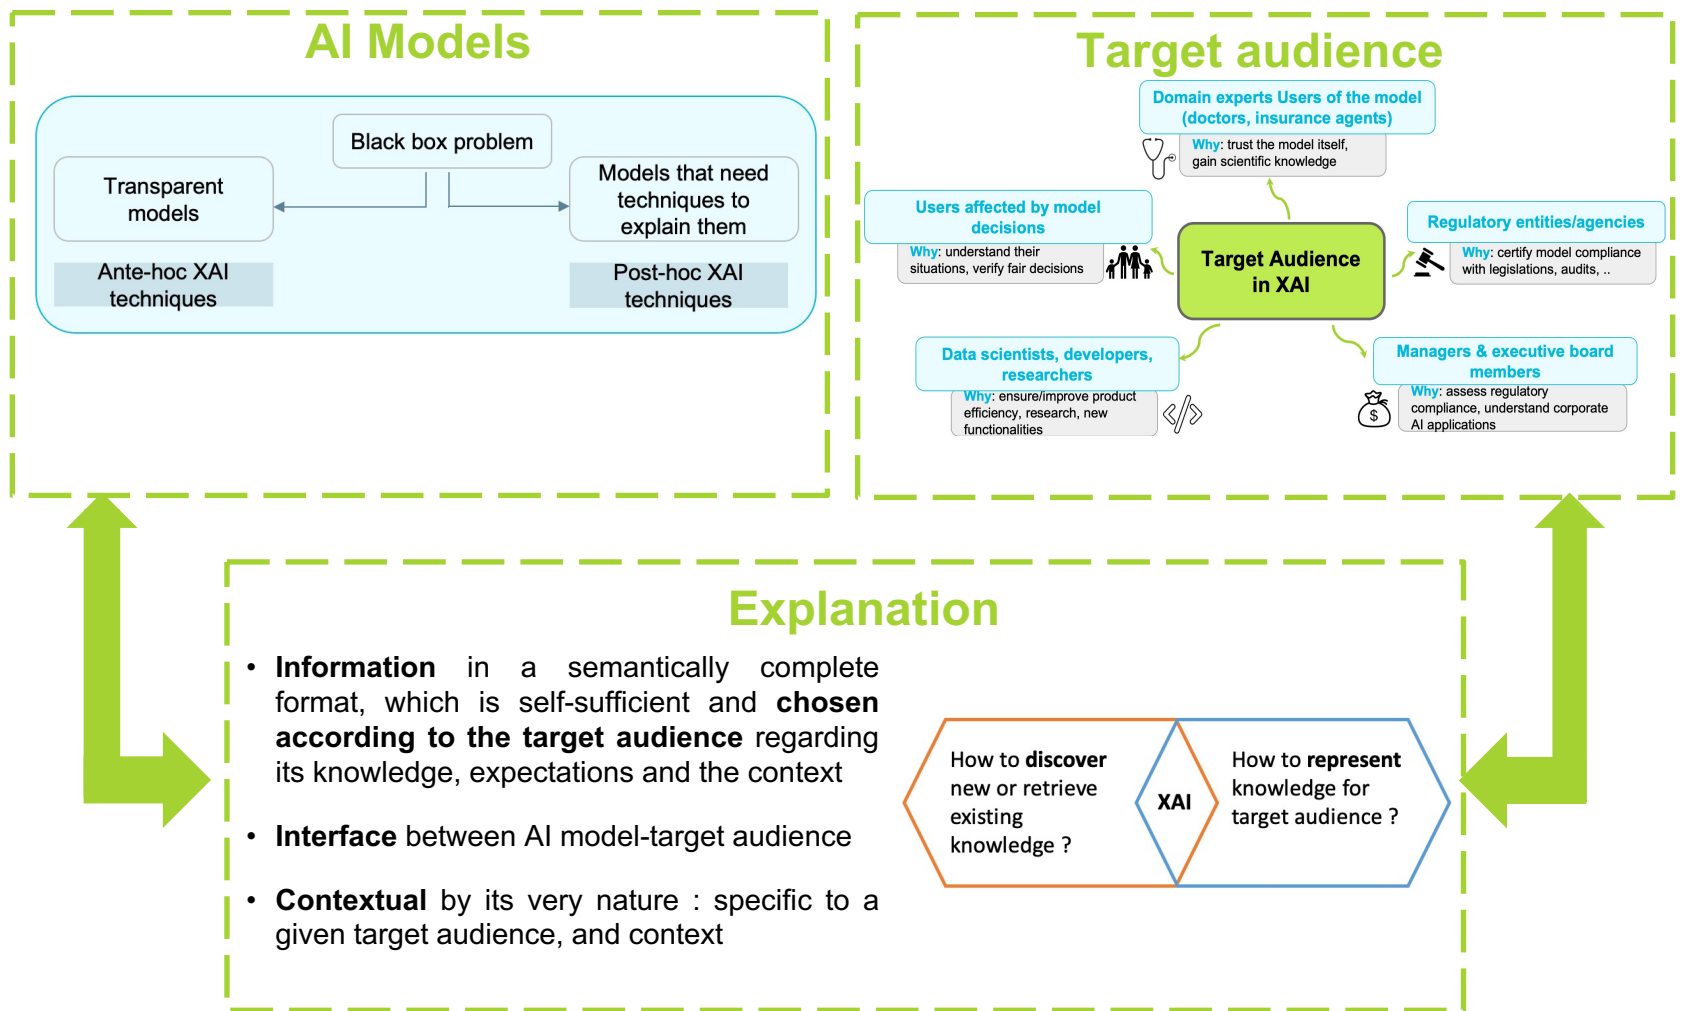 AI Models
Black box problem
Transparent
models
Models that need
techniques to
explain them
Ante-hoc XAI
techniques
Post-hoc XAI
techniques
Target audience
Domain experts Users of the model
(doctors, insurance agents)
Why: trust the model itself,
gain scientific knowledge
Users affected by model
decisions
Why: understand their
situations, verify fair decisions
Regulatory entities/agencies
Why: certify model compliance
with legislations, audits, ..
Target Audience
in XAI
Data scientists, developers,
researchers
Why: ensure/improve product
efficiency, research, new
functionalities
</>
Managers & executive board
members
Why: assess regulatory
compliance, understand corporate
AI applications
$
Explanation
• Information in a semantically complete
format, which is self-sufficient and chosen
according to the target audience regarding
its knowledge, expectations and the context
• Interface between AI model-target audience
• Contextual by its very nature : specific to a
given target audience, and context
How to discover
new or retrieve
existing
knowledge ?
XAI
How to represent
knowledge for
target audience ?